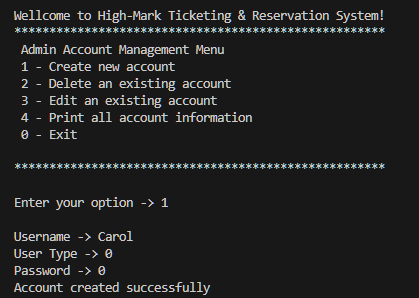 Wellcome to High-Mark Ticketing & Reservation System!
*****************************************************
Admin Account Management Menu
1 - Create new account
2 - Delete an existing account
3 - Edit an existing account
4 - Print all account information
0 - Exit
*****************************************************
Enter your option -> 1
Username -> Carol
User Type -> 0
Password -> 0
Account created successfully